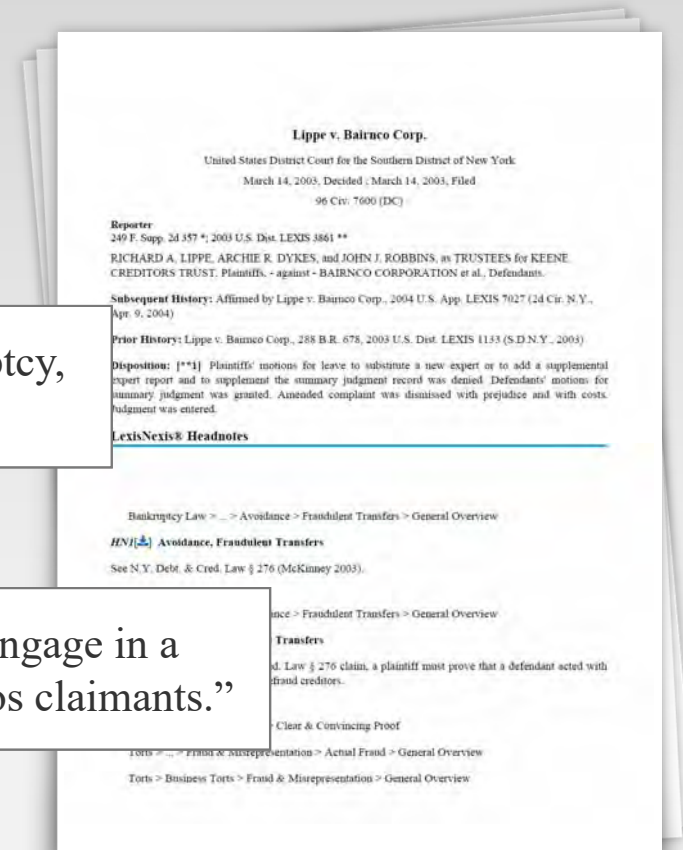 Lippe v. Bairnco Corp.
United States District Court for the Southern District of New York
March 14, 2003, Decided ; March 14, 2003, Filed
96 Civ. 7600 (DC)
Reporter
249 F. Supp. 2d 357 *; 2003 U.S. Dist. LEXIS 3861 **
RICHARD A. LIPPE, ARCHIE R. DYKES, and JOHN J. ROBBINS, as TRUSTEES for KEENE
CREDITORS TRUST, Plaintiffs, - against - BAIRNCO CORPORATION et al., Defendants.
Subsequent History: Affirmed by Lippe v. Bairnco Corp., 2004 U.S. App. LEXIS 7027 (2d Cir. N.Y.,
Apr. 9, 2004)
Prior History: Lippe v. Bairnco Corp., 288 B.R. 678, 2003 U.S. Dist. LEXIS 1133 (S.D.N.Y., 2003)
Disposition: [**1] Plaintiffs' motions for leave to substitute a new expert or to add a supplemental
expert report and to supplement the summary judgment record was denied. Defendants' motions for
summary judgment was granted. Amended complaint was dismissed with prejudice and with costs.
Judgment was entered.
LexisNexis® Headnotes
otcy,
Bankruptcy Law > ... > Avoidance > Fraudulent Transfers > General Overview
HN1[] Avoidance, Fraudulent Transfers
See N.Y. Debt. & Cred. Law § 276 (McKinney 2003).
ance > Fraudulent Transfers > General Overview
Transfers
ngage in a
os claimants.”
d. Law § 276 claim, a plaintiff must prove that a defendant acted with
fraud creditors.
Clear & Convincing Proof
Torts > ... > Fraud & Misrepresentation > Actual Fraud > General Overview
Torts > Business Torts > Fraud & Misrepresentation > General Overview